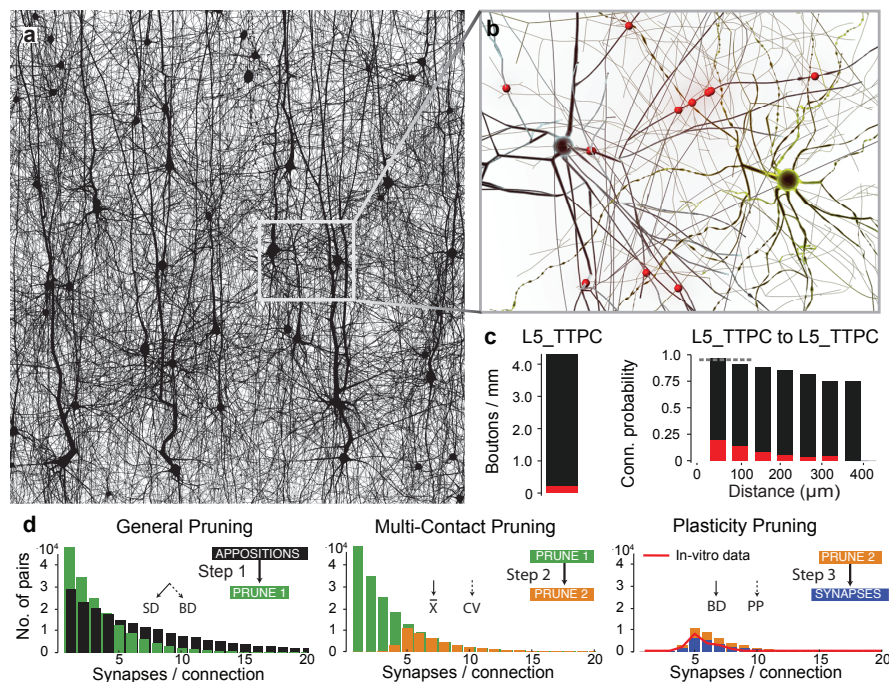 a
b
c
L5_TTPC
L5_TTPC to L5_TTPC
Boutons / mm
4.0
3.0
2.0
1.0
0
Conn. probability
1.0
0.75
0.5
0.25
0
0 100 200 300 400
Distance (µm)
d
General Pruning
No. of pairs
10⁴
4
3
2
1
0
APPOSITIONS
Step 1
PRUNE 1
SD BD
5 10 15 20
Synapses / connection
Multi-Contact Pruning
10⁴
4
3
2
1
0
PRUNE 1
Step 2
PRUNE 2
X̅ CV
5 10 15 20
Synapses / connection
Plasticity Pruning
10⁴
4
3
2
1
0
In-vitro data
PRUNE 2
Step 3
SYNAPSES
BD PP
5 10 15 20
Synapses / connection